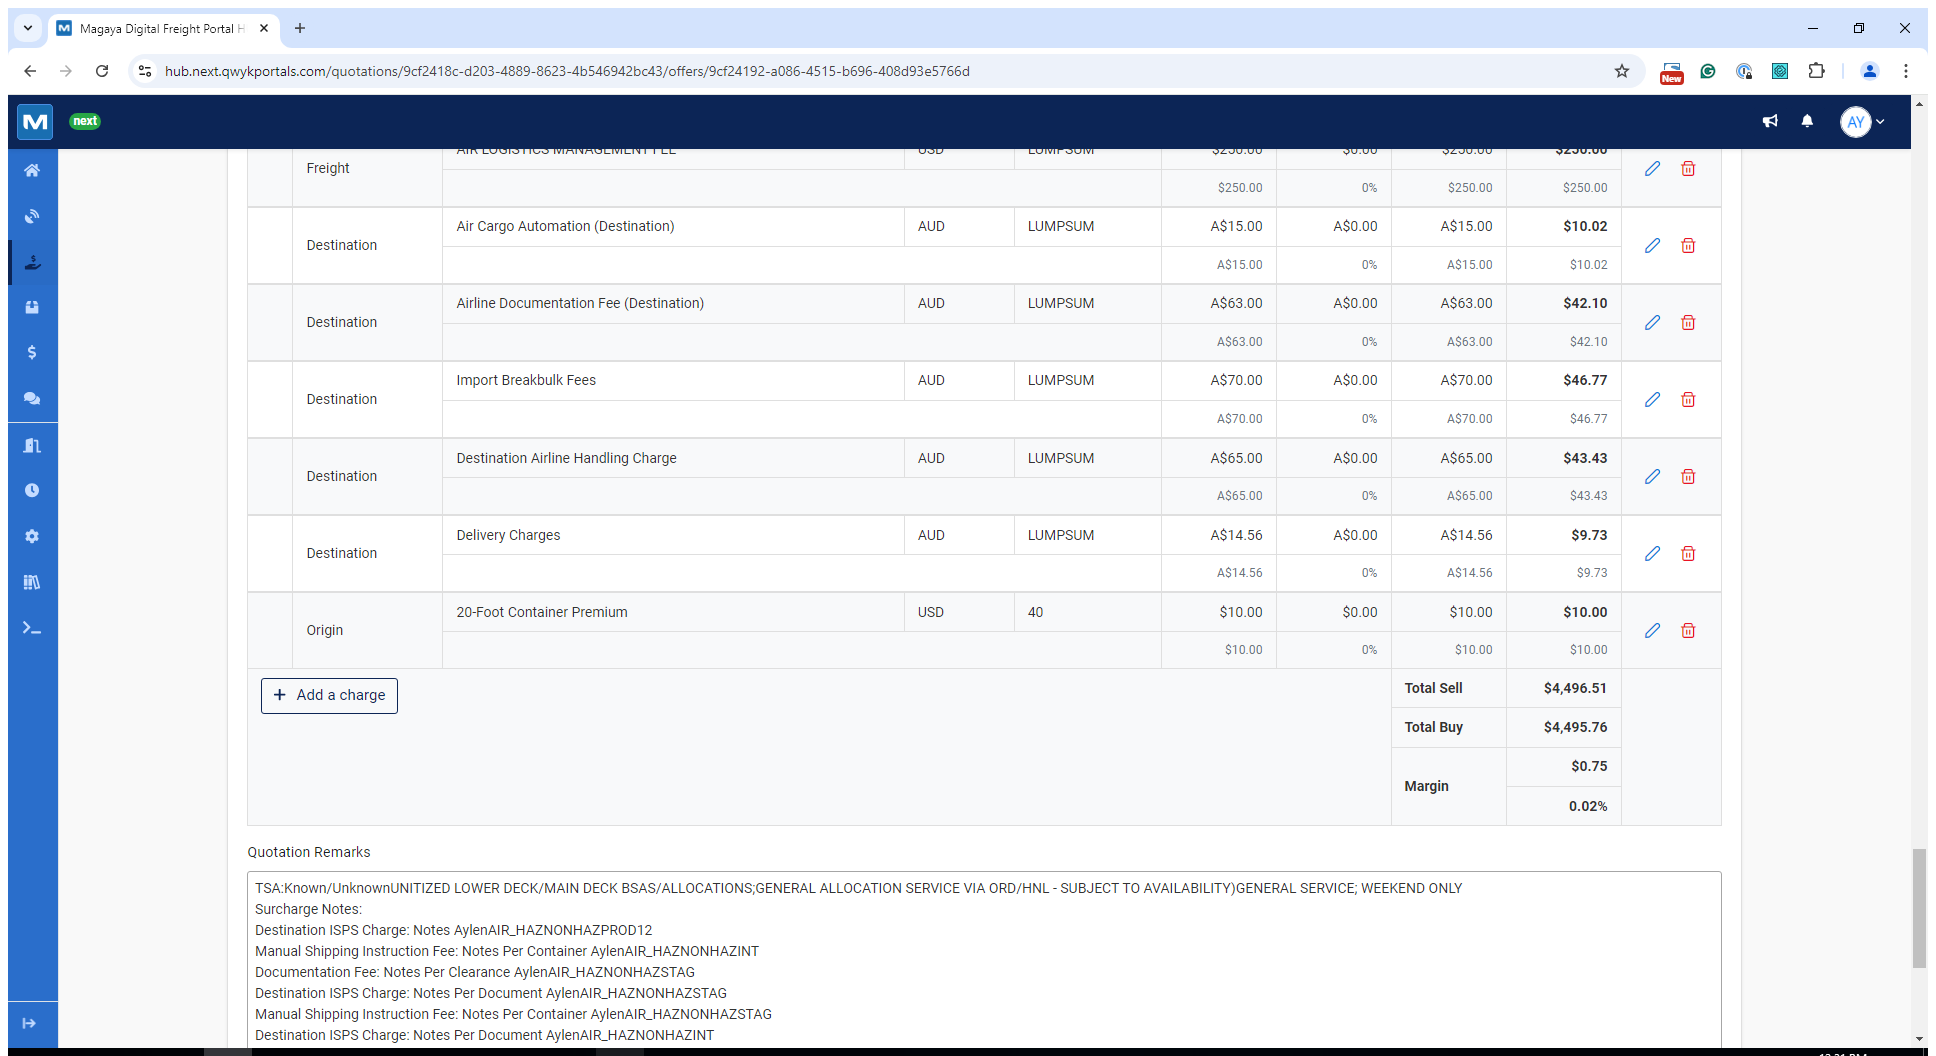 Magaya Digital Freight Portal H
hub.next.qwykportals.com/quotations/9cf2418c-d203-4889-8623-4b546942bc43/offers/9cf24192-a086-4515-b696-408d93e5766d
New
M next AY
Freight AIR LOGISTICS MANAGEMENT FEE USD LUMPSUM $250.00 $0.00 $250.00 $250.00
$250.00 0% $250.00 $250.00
Destination Air Cargo Automation (Destination) AUD LUMPSUM A$15.00 A$0.00 A$15.00 $10.02
A$15.00 0% A$15.00 $10.02
Destination Airline Documentation Fee (Destination) AUD LUMPSUM A$63.00 A$0.00 A$63.00 $42.10
A$63.00 0% A$63.00 $42.10
Destination Import Breakbulk Fees AUD LUMPSUM A$70.00 A$0.00 A$70.00 $46.77
A$70.00 0% A$70.00 $46.77
Destination Destination Airline Handling Charge AUD LUMPSUM A$65.00 A$0.00 A$65.00 $43.43
A$65.00 0% A$65.00 $43.43
Destination Delivery Charges AUD LUMPSUM A$14.56 A$0.00 A$14.56 $9.73
A$14.56 0% A$14.56 $9.73
Origin 20-Foot Container Premium USD 40 $10.00 $0.00 $10.00 $10.00
$10.00 0% $10.00 $10.00
+ Add a charge
Total Sell $4,496.51
Total Buy $4,495.76
Margin $0.75
0.02%
Quotation Remarks
TSA:Known/UnknownUNITIZED LOWER DECK/MAIN DECK BSAS/ALLOCATIONS;GENERAL ALLOCATION SERVICE VIA ORD/HNL - SUBJECT TO AVAILABILITY)GENERAL SERVICE; WEEKEND ONLY
Surcharge Notes:
Destination ISPS Charge: Notes AylenAIR_HAZNONHAZPROD12
Manual Shipping Instruction Fee: Notes Per Container AylenAIR_HAZNONHAZINT
Documentation Fee: Notes Per Clearance AylenAIR_HAZNONHAZSTAG
Destination ISPS Charge: Notes Per Document AylenAIR_HAZNONHAZSTAG
Manual Shipping Instruction Fee: Notes Per Container AylenAIR_HAZNONHAZSTAG
Destination ISPS Charge: Notes Per Document AylenAIR_HAZNONHAZINT